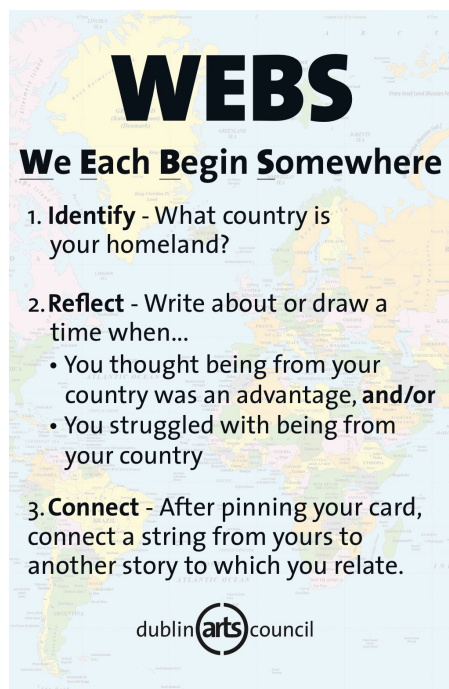 WEBS
We Each Begin Somewhere
1. Identify - What country is
your homeland?
2. Reflect - Write about or draw a
time when...
• You thought being from your
country was an advantage, and/or
• You struggled with being from
your country
3. Connect - After pinning your card,
connect a string from yours to
another story to which you relate.
dublin arts council